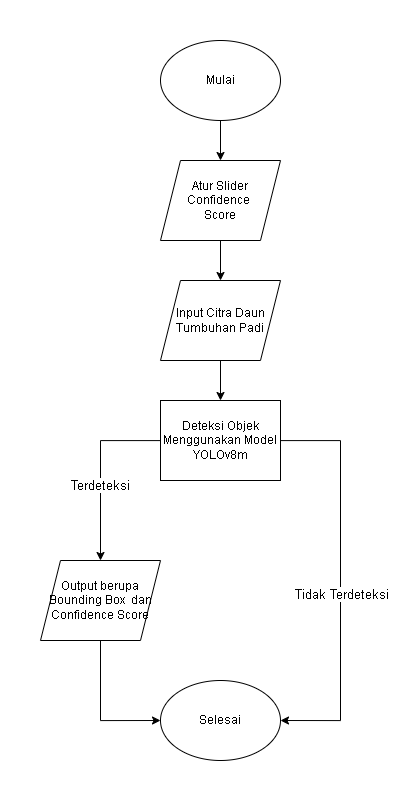 Mulai
Atur Slider
Confidence
Score
Input Citra Daun
Tumbuhan Padi
Deteksi Objek
Menggunakan Model
YOLOv8m
Terdeteksi
Output berupa
Bounding Box dan
Confidence Score
Tidak Terdeteksi
Selesai